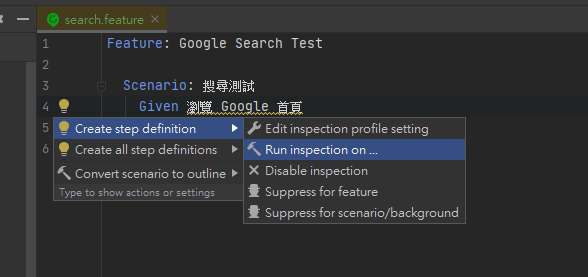 search.feature
1 Feature: Google Search Test
2
3 Scenario: 搜尋測試
4 Given 瀏覽 Google 首頁
5 Create step definition
Edit inspection profile setting
Run inspection on ...
6 Create all step definitions
Disable inspection
Convert scenario to outline
Suppress for feature
Type to show actions or settings
Suppress for scenario/background